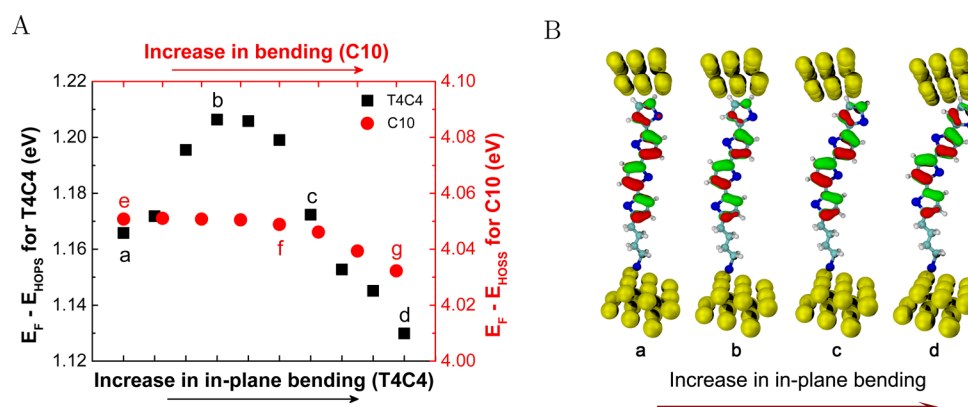 A
Increase in bending (C10)
E_F - E_HOPS for T4C4 (eV)
1.22
1.20
1.18
1.16
1.14
1.12
T4C4
C10
a
b
c
d
e
f
g
4.10
4.08
4.06
4.04
4.02
4.00
E_F - E_HOSS for C10 (eV)
Increase in in-plane bending (T4C4)
B
a b c d
Increase in in-plane bending